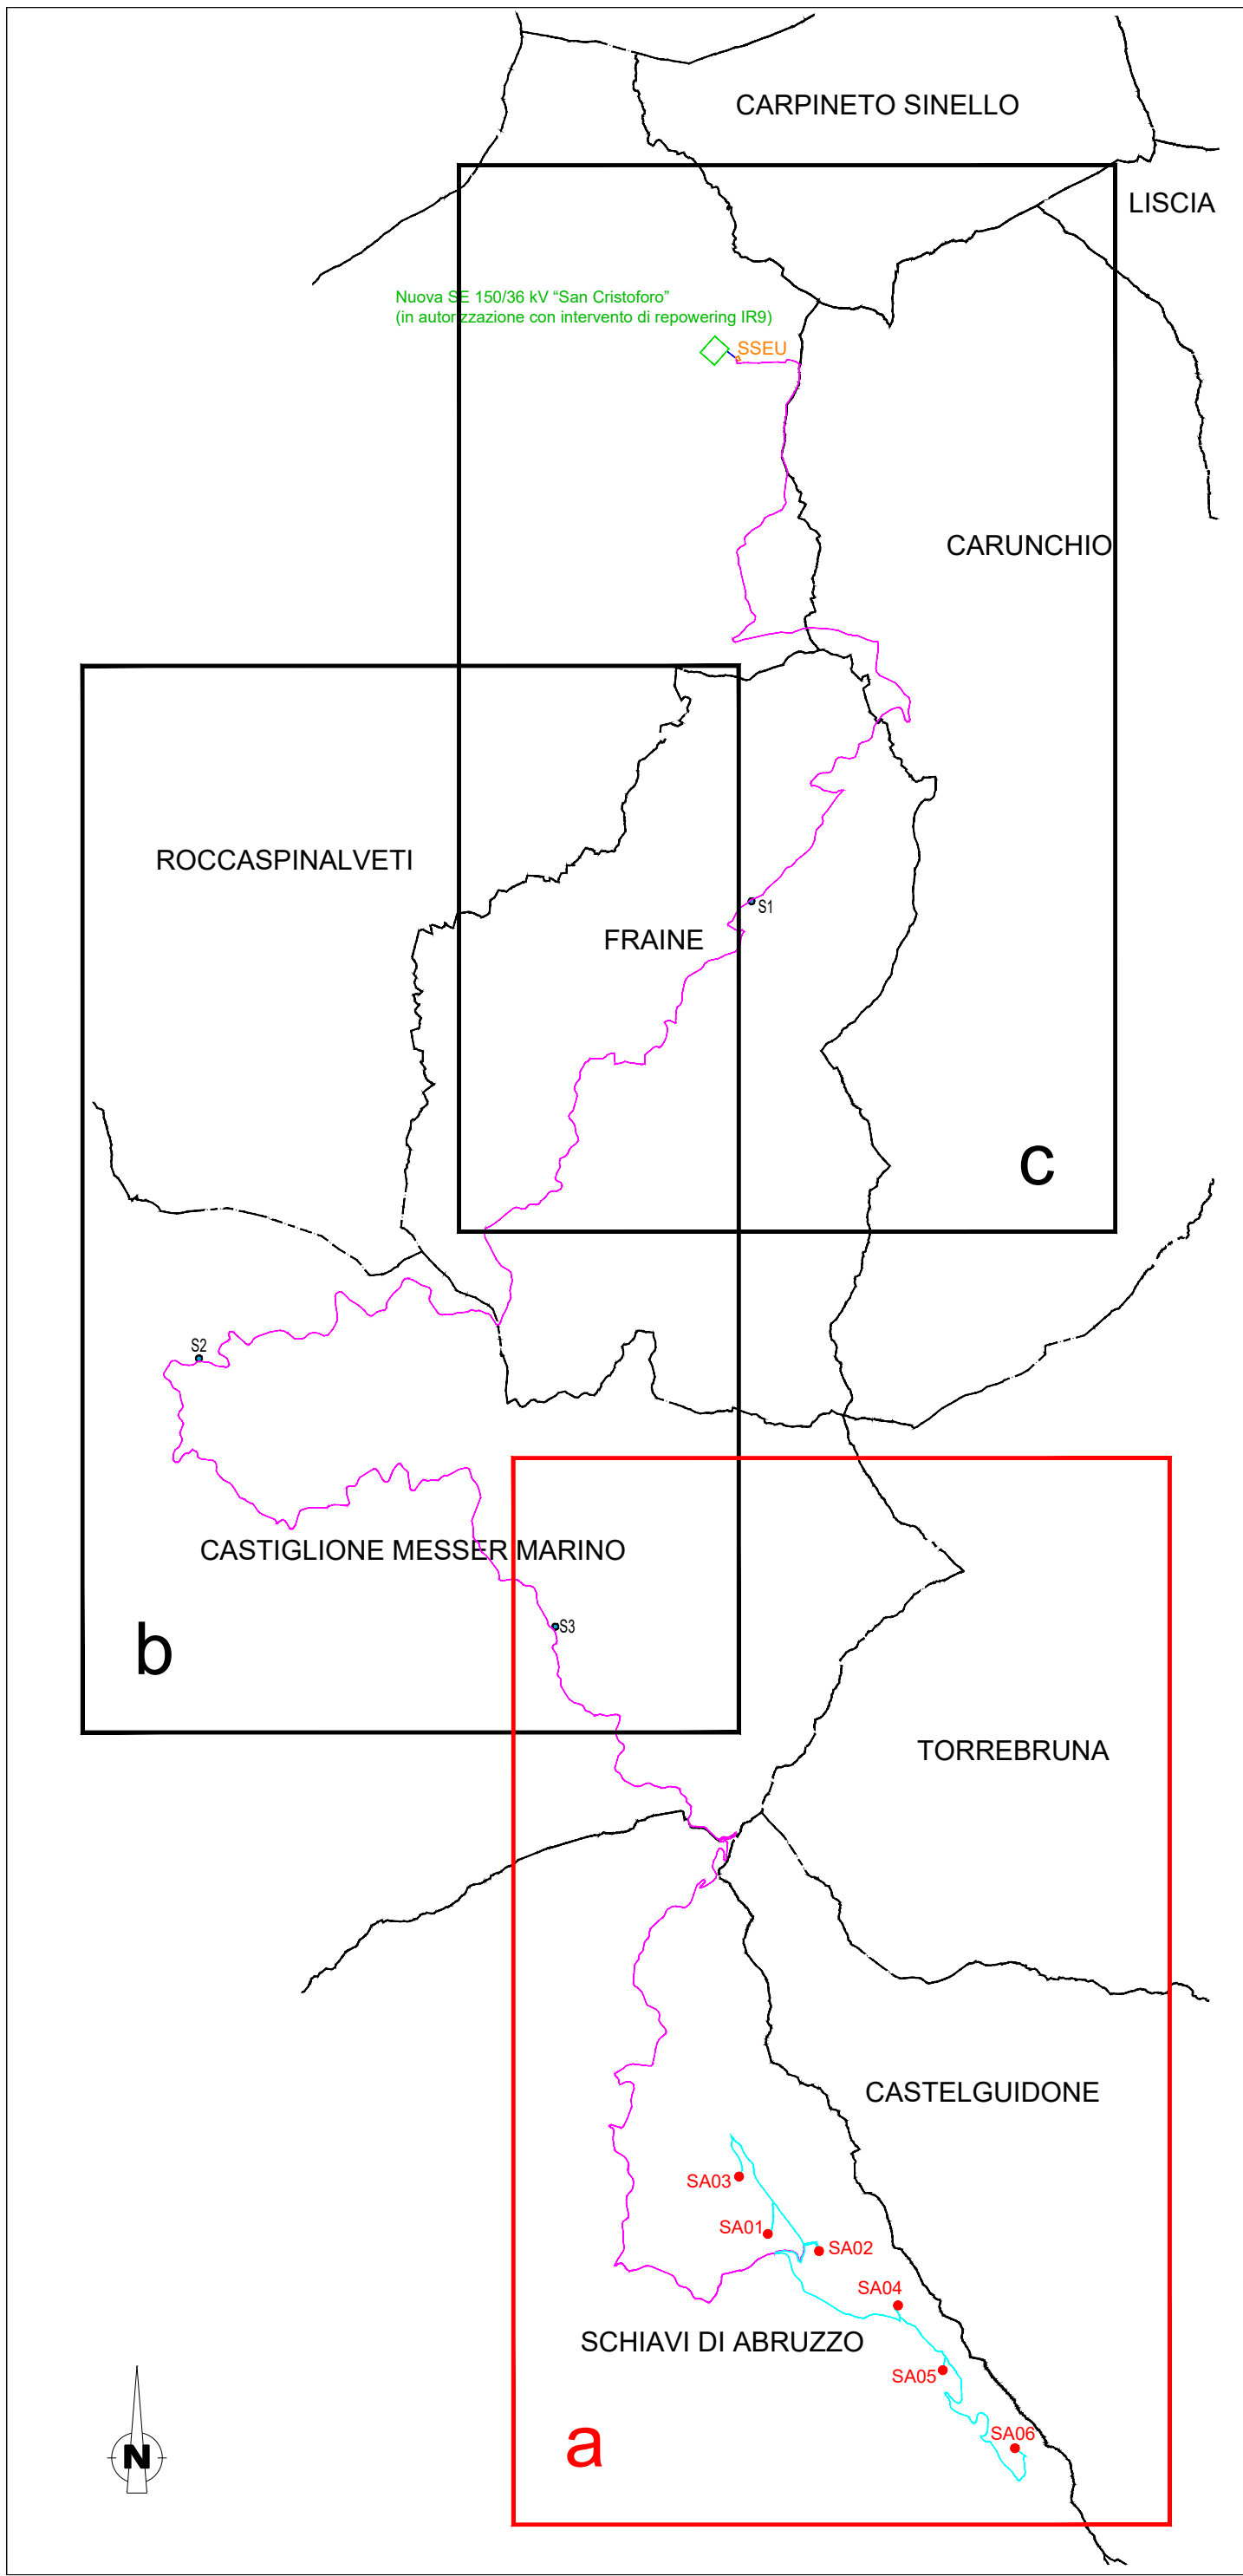 CARPINETO SINELLO
LISCIA
Nuova SE 150/36 kV “San Cristoforo”
(in autorizzazione con intervento di repowering IR9)
SSEU
CARUNCHIO
ROCCASPINALVETI
S1
FRAINE
c
S2
CASTIGLIONE MESSER MARINO
S3
b
TORREBRUNA
CASTELGUIDONE
SA03
SA01
SA02
SA04
SCHIAVI DI ABRUZZO
SA05
SA06
a
N